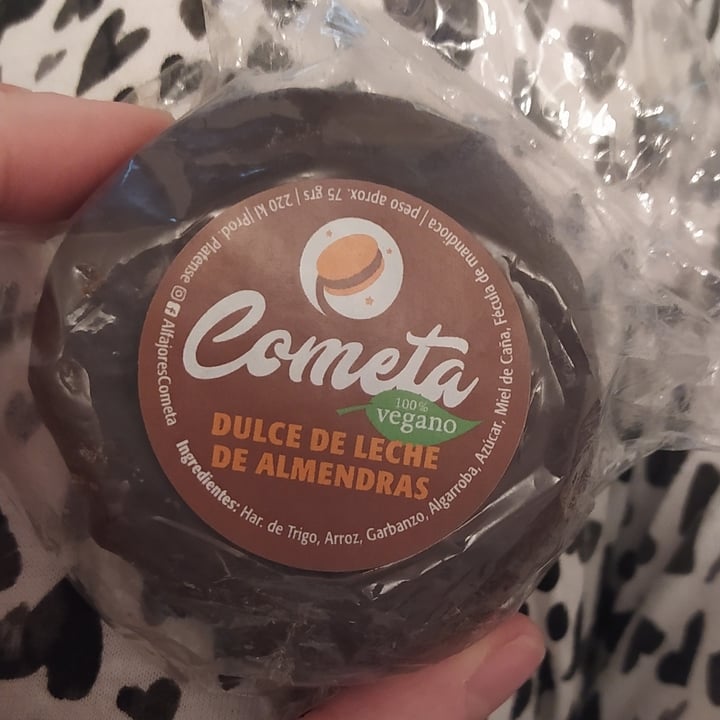 Cometa
100%
vegano
DULCE DE LECHE
DE ALMENDRAS
Ingredientes: Har. de Trigo, Arroz, Garbanzo, Algarroba, Azúcar, Miel de Caña, Fécula de mandioca | peso aprox. 75 grs | 220 kl | Prod. Platense
AlfajoresCometa